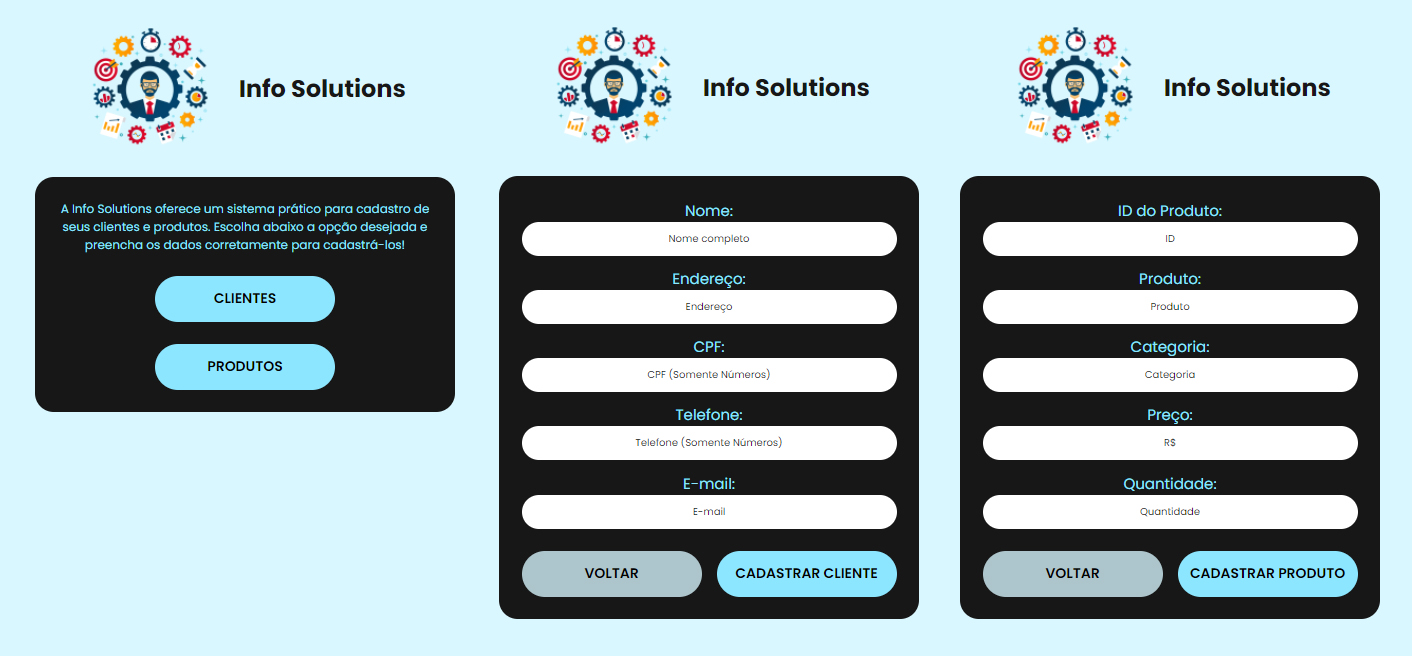 Info Solutions
A Info Solutions oferece um sistema prático para cadastro de
seus clientes e produtos. Escolha abaixo a opção desejada e
preencha os dados corretamente para cadastrá-los!
CLIENTES
PRODUTOS
Info Solutions
Nome:
Nome completo
Endereço:
Endereço
CPF:
CPF (Somente Números)
Telefone:
Telefone (Somente Números)
E-mail:
E-mail
VOLTAR
CADASTRAR CLIENTE
Info Solutions
ID do Produto:
ID
Produto:
Produto
Categoria:
Categoria
Preço:
R$
Quantidade:
Quantidade
VOLTAR
CADASTRAR PRODUTO